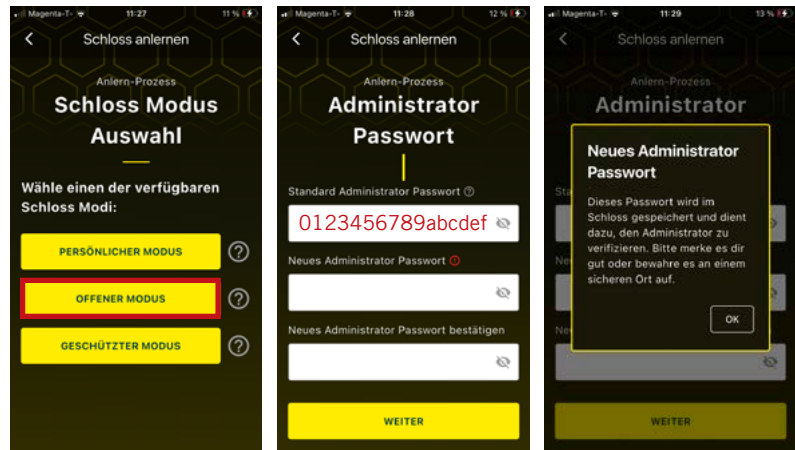 Magenta-T-
11:27
11 %
Schloss anlernen
Anlern-Prozess
Schloss Modus
Auswahl
Wähle einen der verfügbaren
Schloss Modi:
PERSÖNLICHER MODUS
OFFENER MODUS
GESCHÜTZTER MODUS
Magenta-T-
11:28
12 %
Schloss anlernen
Anlern-Prozess
Administrator
Passwort
Standard Administrator Passwort
0123456789abcdef
Neues Administrator Passwort
Neues Administrator Passwort bestätigen
WEITER
Magenta-T-
11:29
13 %
Schloss anlernen
Anlern-Prozess
Administrator
Neues Administrator
Passwort
Dieses Passwort wird im
Schloss gespeichert und dient
dazu, den Administrator zu
verifizieren. Bitte merke es dir
gut oder bewahre es an einem
sicheren Ort auf.
OK
WEITER